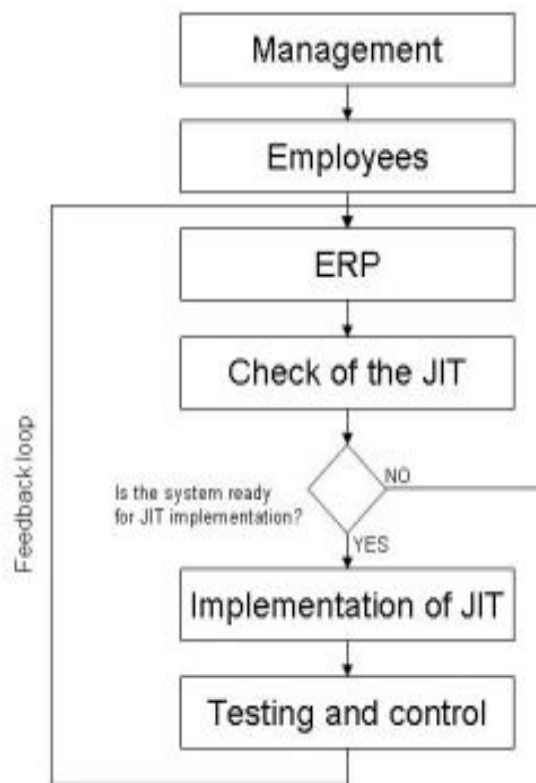 Management
Employees
ERP
Check of the JIT
Is the system ready
for JIT implementation?
NO
YES
Implementation of JIT
Testing and control
Feedback loop